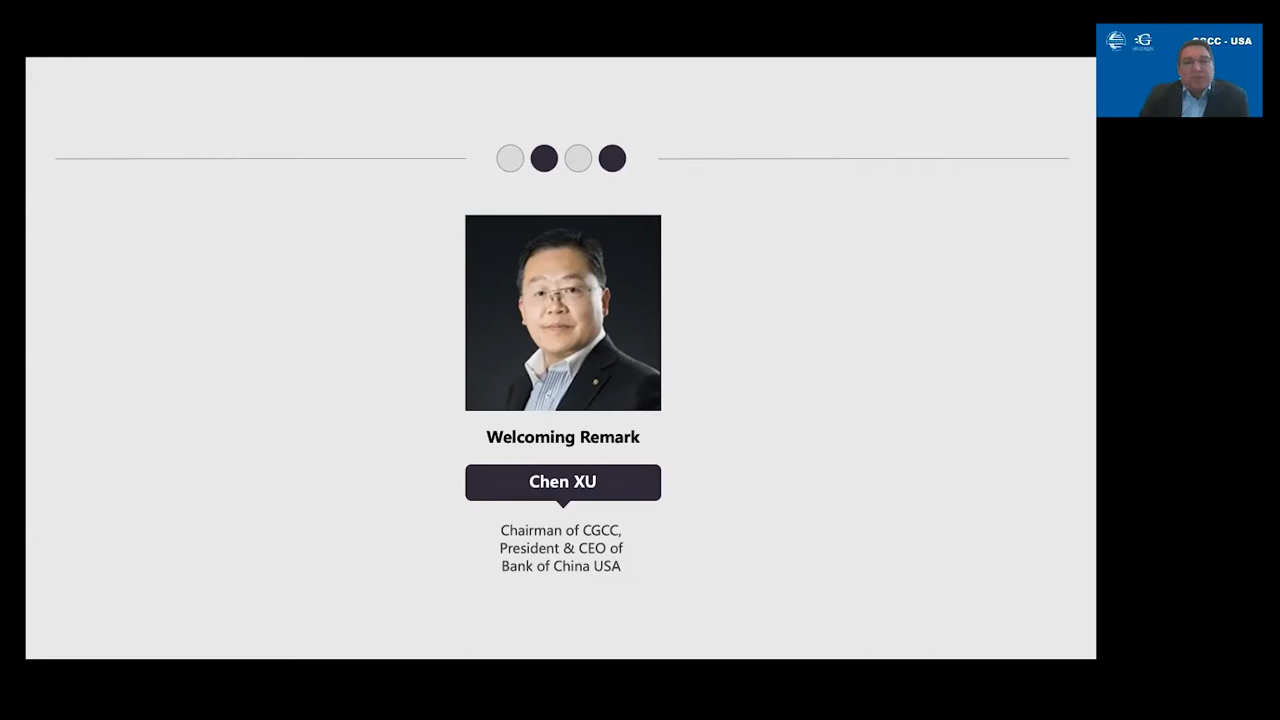 Welcoming Remark
Chen XU
Chairman of CGCC,
President & CEO of
Bank of China USA
CGCC - USA